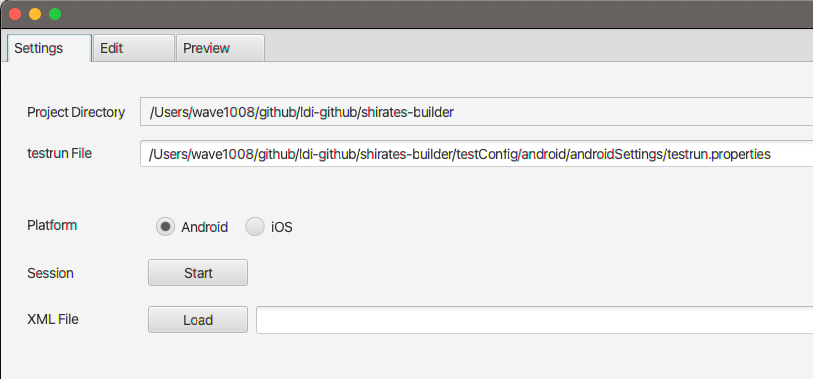 Settings Edit Preview
Project Directory /Users/wave1008/github/ldi-github/shirates-builder
testrun File /Users/wave1008/github/ldi-github/shirates-builder/testConfig/android/androidSettings/testrun.properties
Platform Android iOS
Session Start
XML File Load